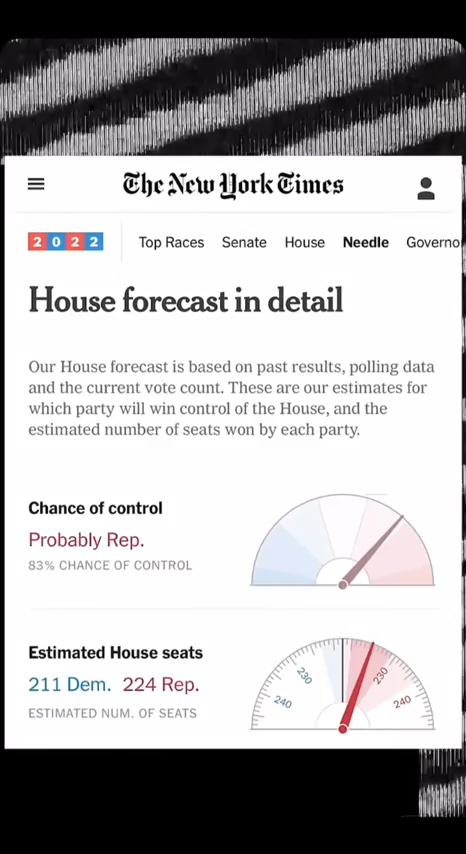 The New York Times
2022 Top Races Senate House Needle Governo
House forecast in detail
Our House forecast is based on past results, polling data
and the current vote count. These are our estimates for
which party will win control of the House, and the
estimated number of seats won by each party.
Chance of control
Probably Rep.
83% CHANCE OF CONTROL
Estimated House seats
211 Dem. 224 Rep.
ESTIMATED NUM. OF SEATS
230 230
240 240